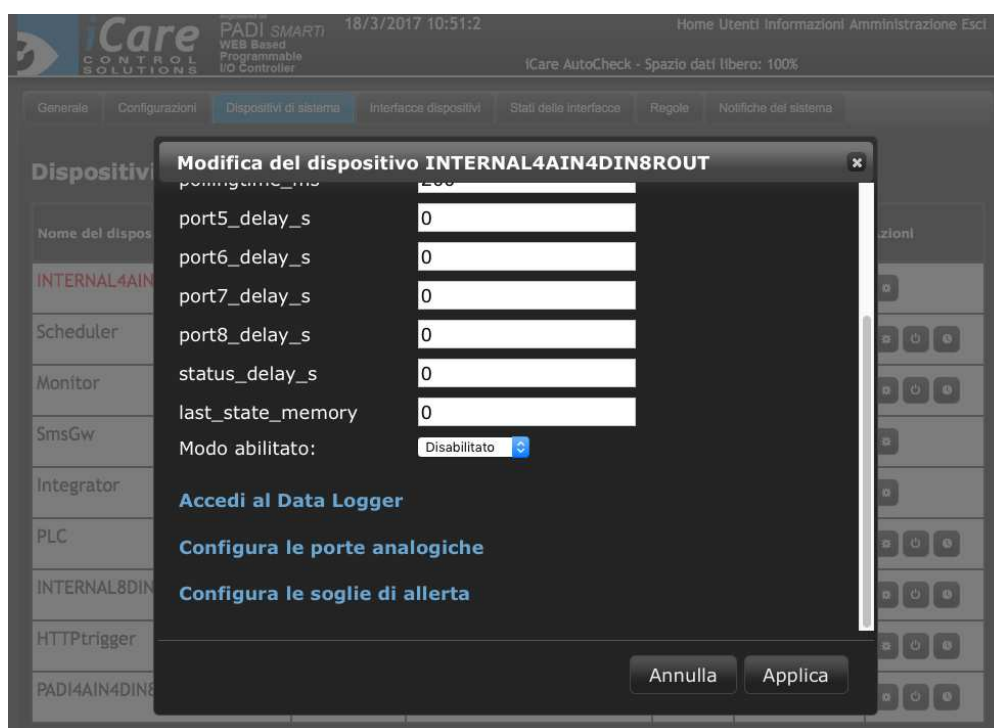 iCare
CONTROL
SOLUTIONS
PADI SMARTi
WEB Based
Programmable
I/O Controller
18/3/2017 10:51:2
Home Utenti Informazioni Amministrazione Esci
iCare AutoCheck - Spazio dati libero: 100%
Generale Configurazioni Dispositivi di sistema Interfacce dispositivi Stati delle interfacce Regole Notifiche del sistema
Dispositivi
Modifica del dispositivo INTERNAL4AIN4DIN8ROUT
pollingtime_ms 200
port5_delay_s 0
Nome del dispos
port6_delay_s 0
INTERNAL4AIN
port7_delay_s 0
Scheduler
port8_delay_s 0
status_delay_s 0
Monitor
last_state_memory 0
SmsGw
Modo abilitato: Disabilitato
Integrator
Accedi al Data Logger
PLC
Configura le porte analogiche
INTERNAL8DIN
Configura le soglie di allerta
HTTPtrigger
Annulla Applica
PADI4AIN4DIN8